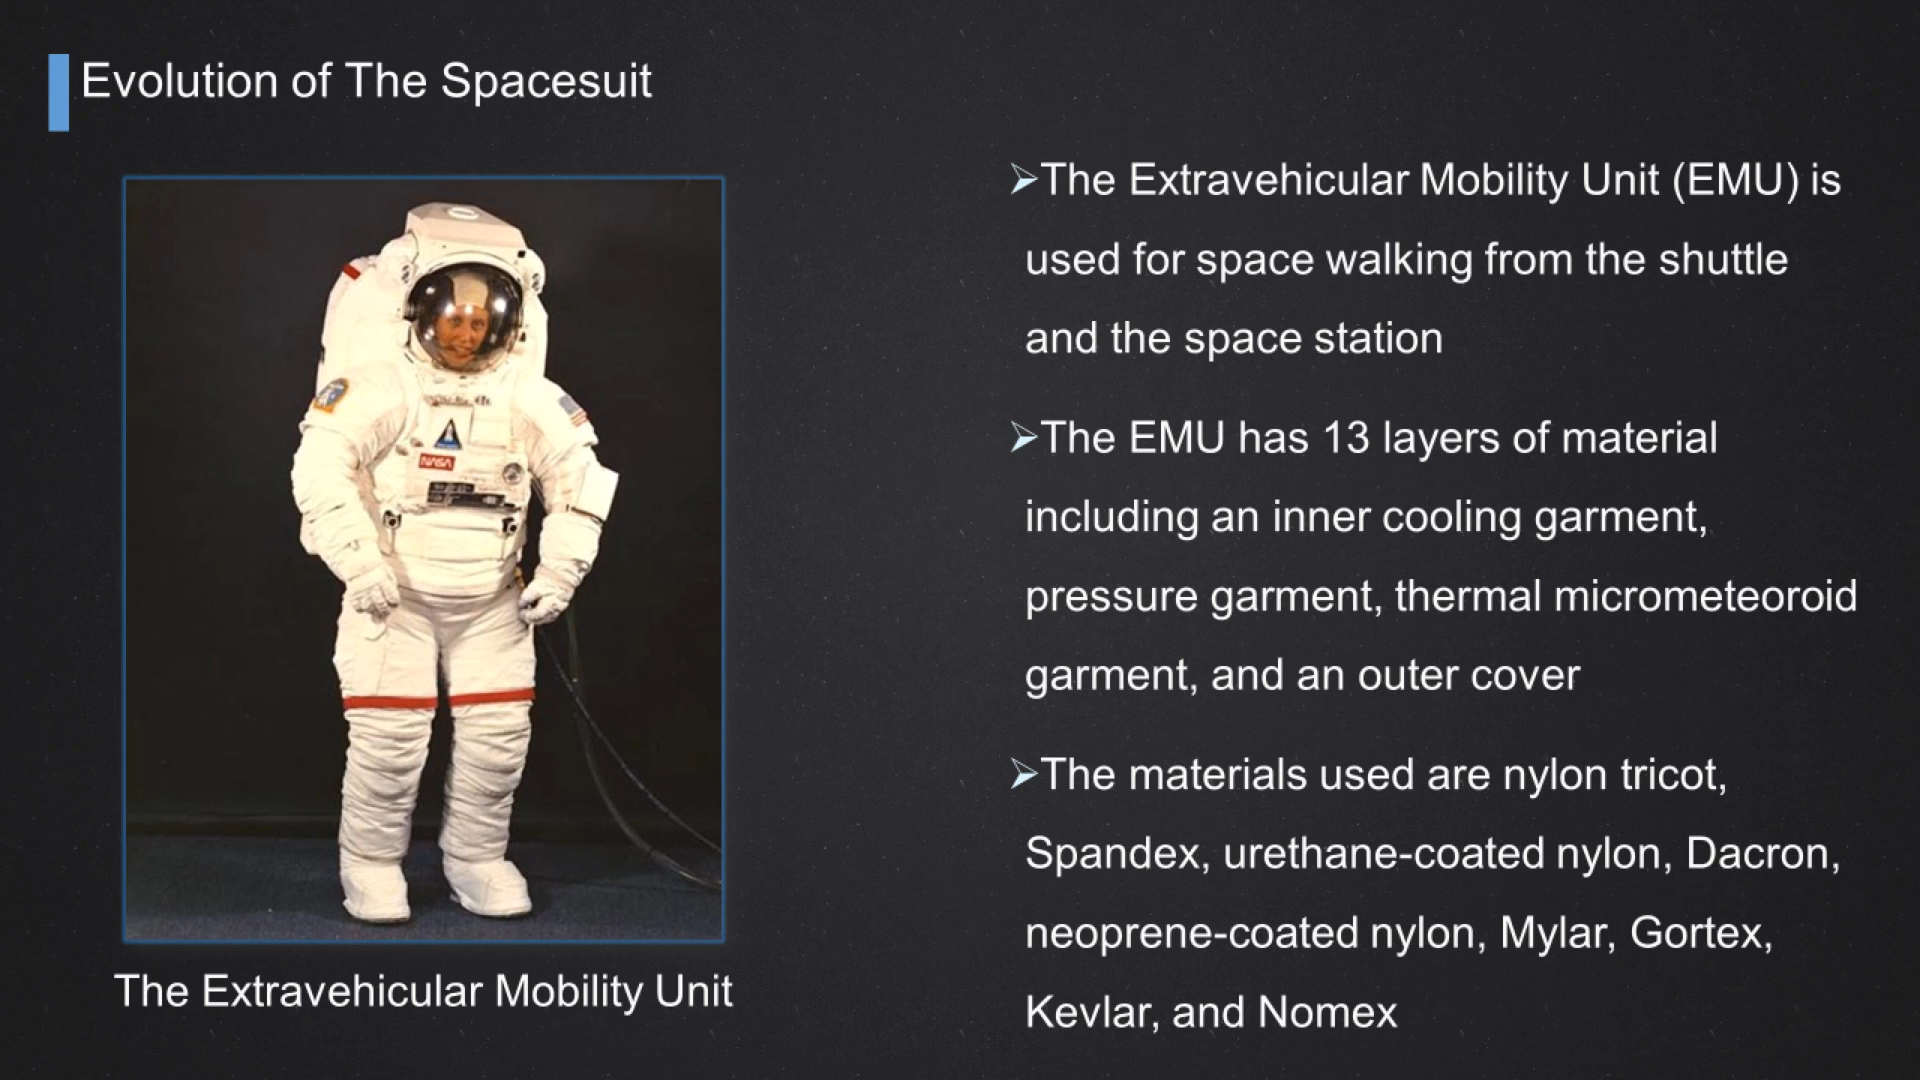 Evolution of The Spacesuit
NASA
The Extravehicular Mobility Unit
The Extravehicular Mobility Unit (EMU) is
used for space walking from the shuttle
and the space station
The EMU has 13 layers of material
including an inner cooling garment,
pressure garment, thermal micrometeoroid
garment, and an outer cover
The materials used are nylon tricot,
Spandex, urethane-coated nylon, Dacron,
neoprene-coated nylon, Mylar, Gortex,
Kevlar, and Nomex